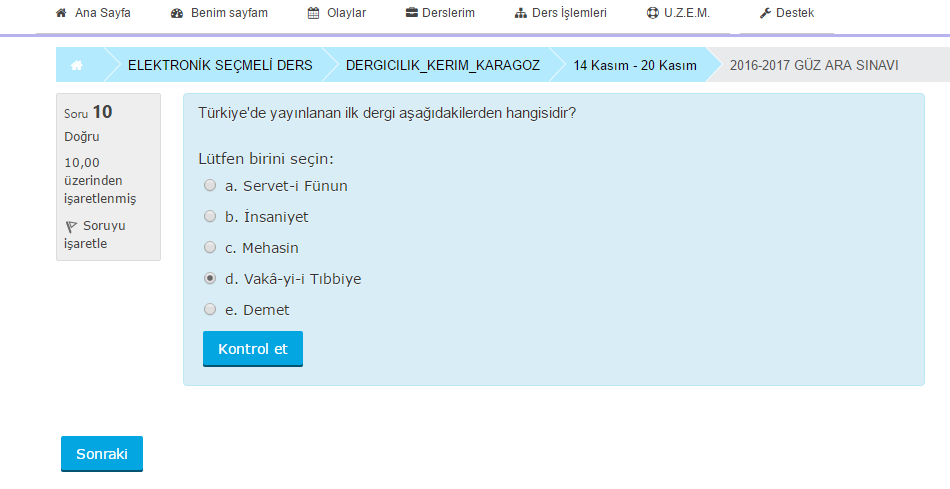 Ana Sayfa Benim sayfam Olaylar Derslerim Ders İşlemleri U.Z.E.M. Destek
ELEKTRONİK SEÇMELİ DERS DERGICILIK_KERIM_KARAGOZ 14 Kasım - 20 Kasım 2016-2017 GÜZ ARA SINAVI
Soru 10
Doğru
10,00
üzerinden
işaretlenmiş
Soruyu
işaretle
Türkiye'de yayınlanan ilk dergi aşağıdakilerden hangisidir?
Lütfen birini seçin:
a. Servet-i Fünun
b. İnsaniyet
c. Mehasin
d. Vakâ-yi-i Tıbbiye
e. Demet
Kontrol et
Sonraki